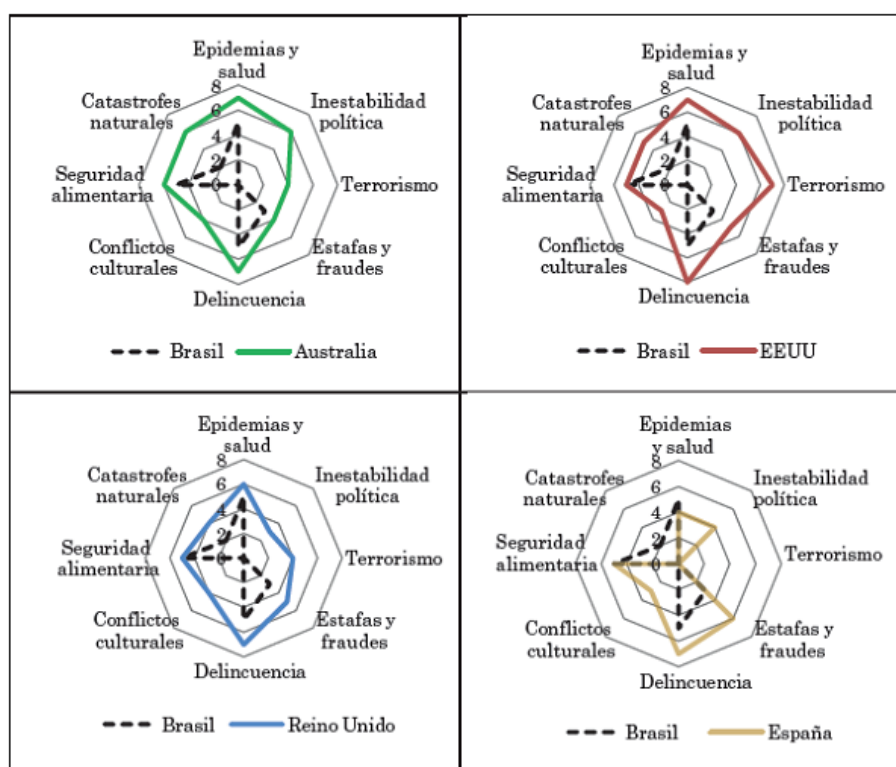 Epidemias y
salud
8
Catastrofes
naturales
Inestabilidad
política
6
4
2
Seguridad
alimentaria
0
Terrorismo
Conflictos
culturales
Estafas y
fraudes
Delincuencia
Brasil Australia
Epidemias y
salud
8
Catastrofes
naturales
Inestabilidad
política
6
4
2
Seguridad
alimentaria
0
Terrorismo
Conflictos
culturales
Estafas y
fraudes
Delincuencia
Brasil EEUU
Epidemias y
salud
8
Catastrofes
naturales
Inestabilidad
política
6
4
2
Seguridad
alimentaria
0
Terrorismo
Conflictos
culturales
Estafas y
fraudes
Delincuencia
Brasil Reino Unido
Epidemias
y salud
8
Catastrofes
naturales
Inestabilidad
política
6
4
2
Seguridad
alimentaria
0
Terrorismo
Conflictos
culturales
Estafas y
fraudes
Delincuencia
Brasil España